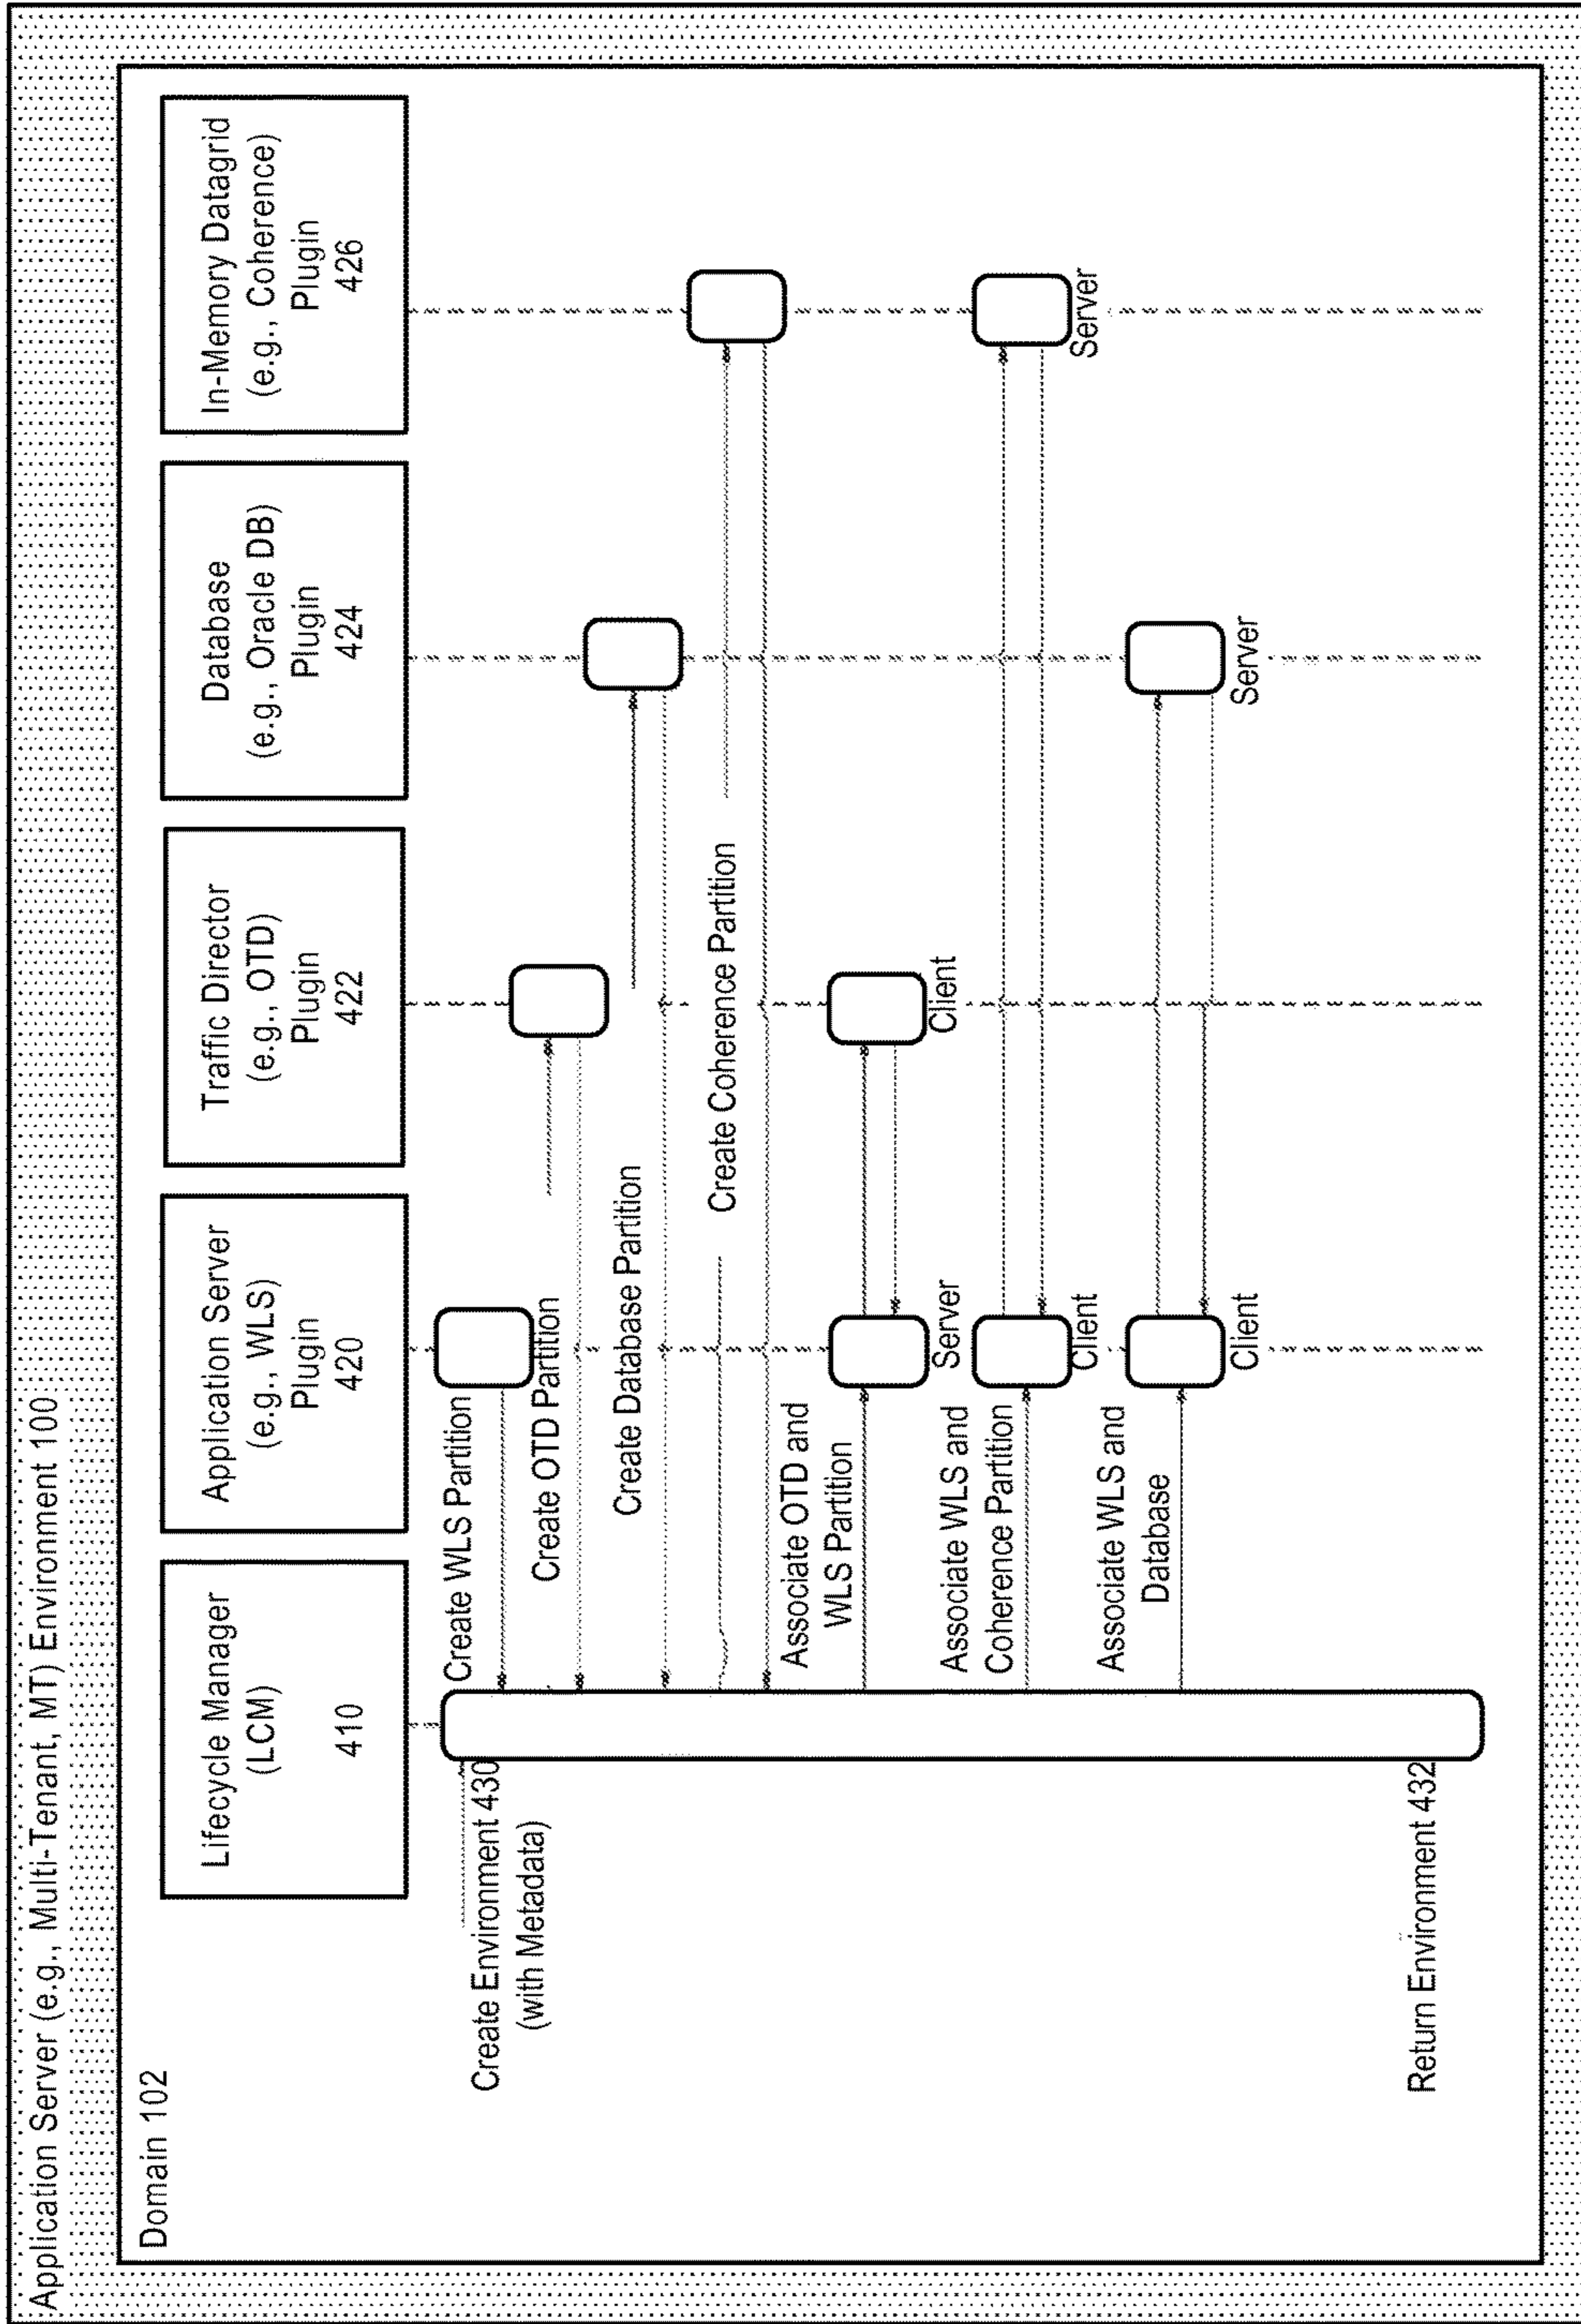 Application Server (e.g., Multi-Tenant, MT) Environment 100
Domain 102
Lifecycle Manager
(LCM)
410
Application Server
(e.g., WLS)
Plugin
420
Traffic Director
(e.g., OTD)
Plugin
422
Database
(e.g., Oracle DB)
Plugin
424
In-Memory Datagrid
(e.g., Coherence)
Plugin
426
Create Environment 430
(with Metadata)
Create WLS Partition
Create OTD Partition
Create Database Partition
Create Coherence Partition
Associate OTD and
WLS Partition
Server
Client
Associate WLS and
Coherence Partition
Client
Server
Associate WLS and
Database
Client
Server
Return Environment 432